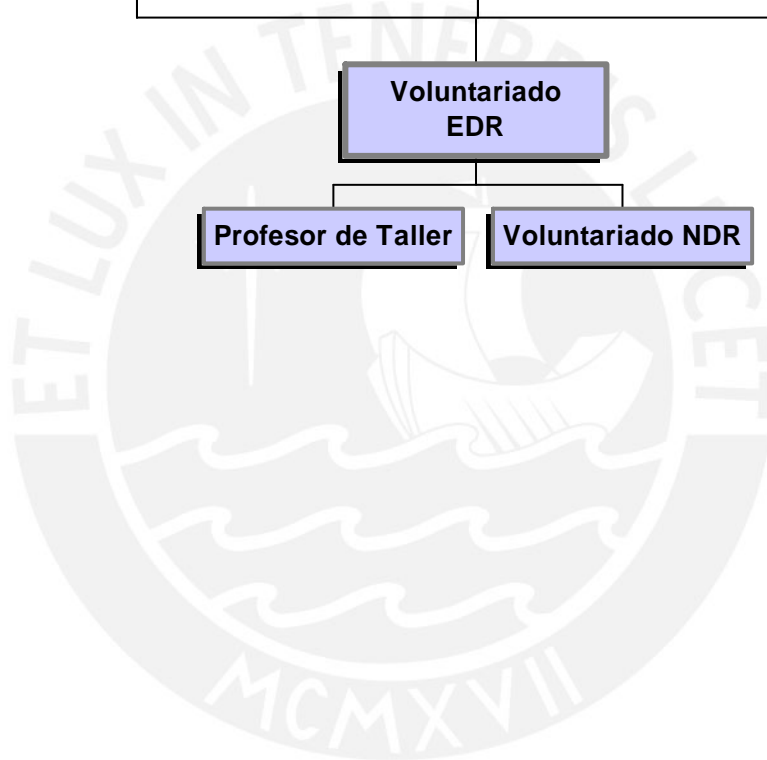 Voluntariado
EDR
Profesor de Taller
Voluntariado NDR
ET LUX IN TENEBRIS LUCET
MCMXVII